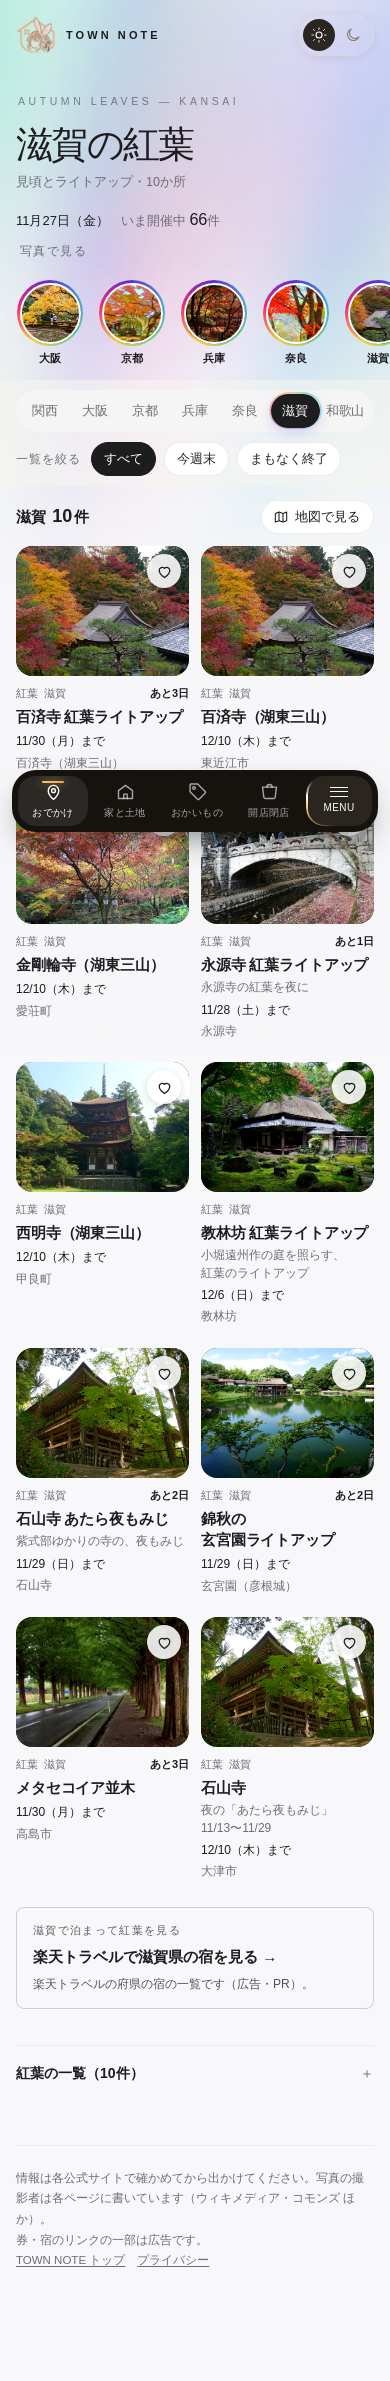 TOWN NOTE
AUTUMN LEAVES — KANSAI
滋賀の紅葉
見頃とライトアップ・10か所
11月27日（金） いま開催中 66件
写真で見る
大阪 京都 兵庫 奈良 滋賀
関西 大阪 京都 兵庫 奈良 滋賀 和歌山
一覧を絞る すべて 今週末 まもなく終了
滋賀 10件 地図で見る
紅葉 滋賀 あと3日
百済寺 紅葉ライトアップ
11/30（月）まで
百済寺（湖東三山）
紅葉 滋賀
百済寺（湖東三山）
12/10（木）まで
東近江市
おでかけ 家と土地 おかいもの 開店閉店 MENU
紅葉 滋賀
金剛輪寺（湖東三山）
12/10（木）まで
愛荘町
紅葉 滋賀 あと1日
永源寺 紅葉ライトアップ
永源寺の紅葉を夜に
11/28（土）まで
永源寺
紅葉 滋賀
西明寺（湖東三山）
12/10（木）まで
甲良町
紅葉 滋賀
教林坊 紅葉ライトアップ
小堀遠州作の庭を照らす、
紅葉のライトアップ
12/6（日）まで
教林坊
紅葉 滋賀 あと2日
石山寺 あたら夜もみじ
紫式部ゆかりの寺の、夜もみじ
11/29（日）まで
石山寺
紅葉 滋賀 あと2日
錦秋の
玄宮園ライトアップ
11/29（日）まで
玄宮園（彦根城）
紅葉 滋賀 あと3日
メタセコイア並木
11/30（月）まで
高島市
紅葉 滋賀
石山寺
夜の「あたら夜もみじ」
11/13〜11/29
12/10（木）まで
大津市
滋賀で泊まって紅葉を見る
楽天トラベルで滋賀県の宿を見る →
楽天トラベルの府県の宿の一覧です（広告・PR）。
紅葉の一覧（10件） +
情報は各公式サイトで確かめてから出かけてください。写真の撮
影者は各ページに書いています（ウィキメディア・コモンズ ほ
か）。
券・宿のリンクの一部は広告です。
TOWN NOTE トップ プライバシー